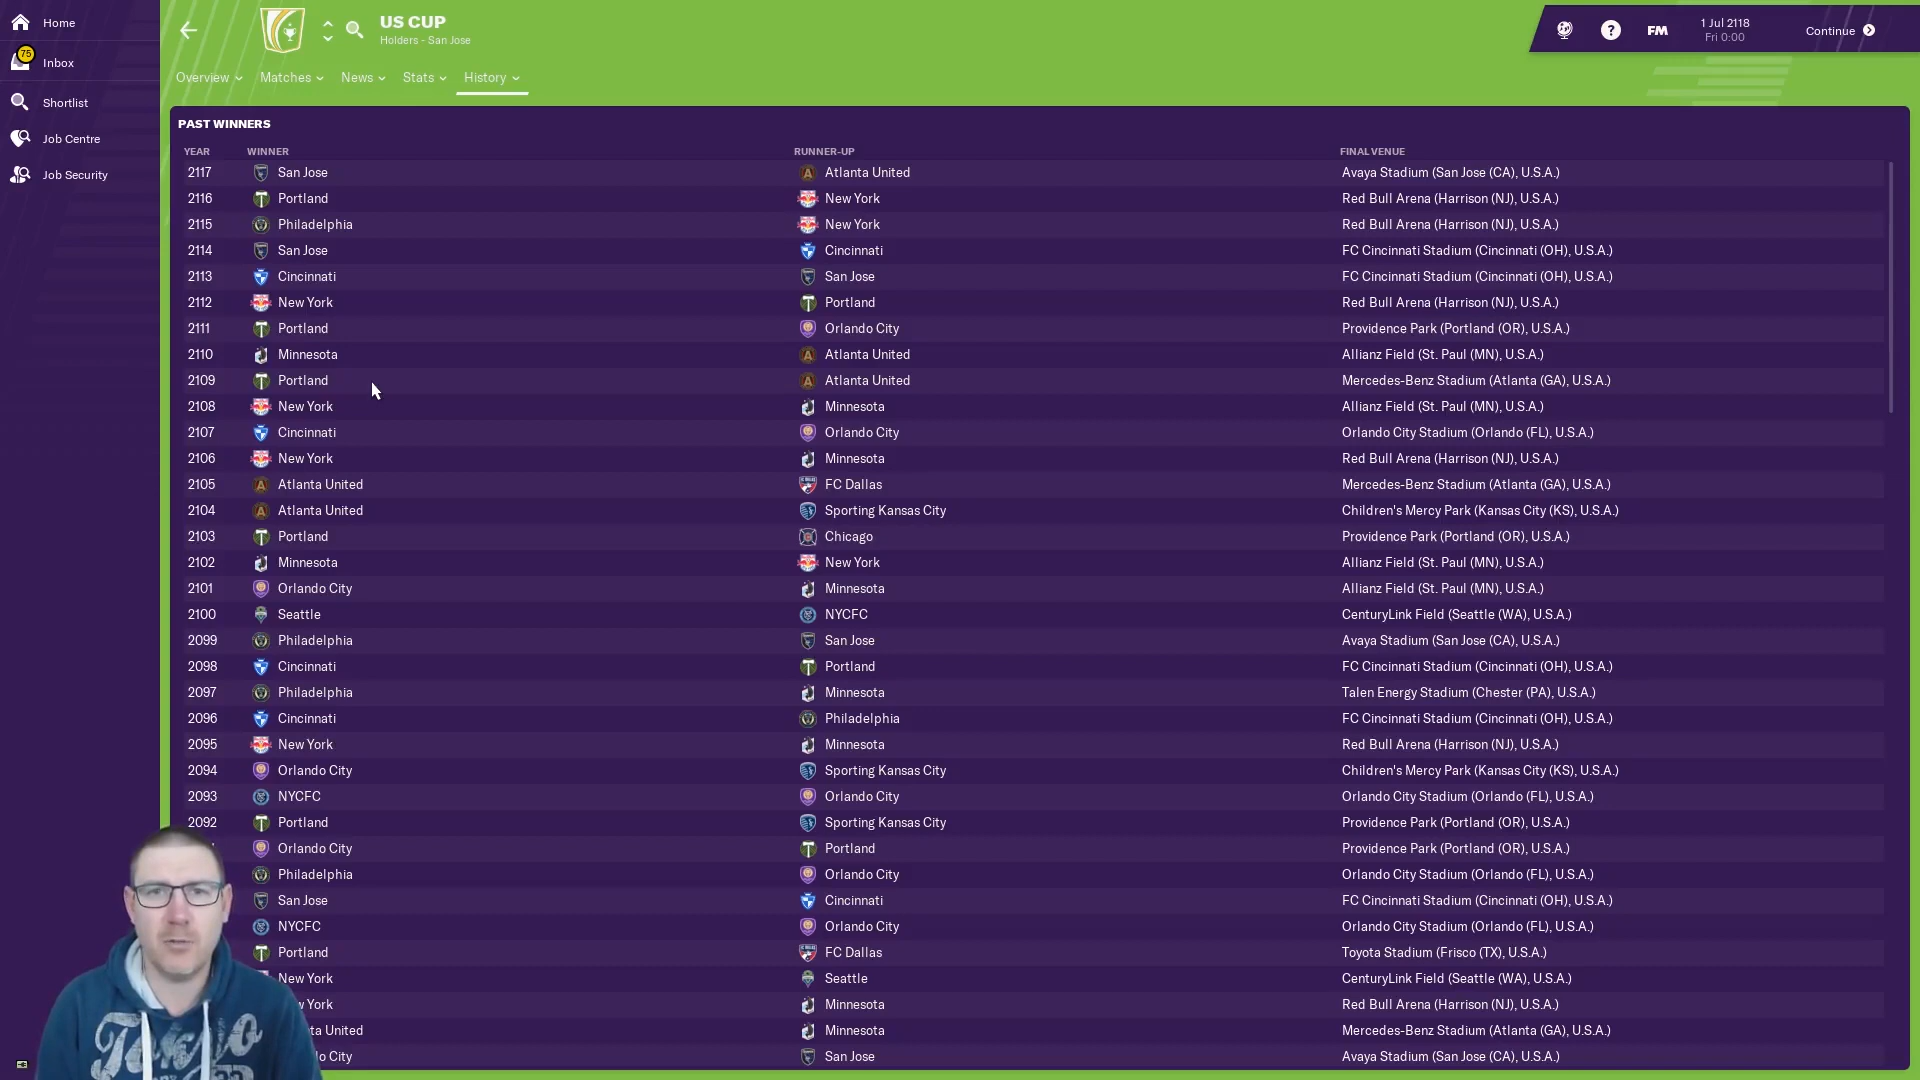 Home
75
Inbox
Shortlist
Job Centre
Job Security
US CUP
Holders - San Jose
? FM
1 Jul 2118
Fri 0:00
Continue
Overview Matches News Stats History
PAST WINNERS
YEAR WINNER RUNNER-UP FINAL VENUE
2117 San Jose Atlanta United Avaya Stadium (San Jose (CA), U.S.A.)
2116 Portland New York Red Bull Arena (Harrison (NJ), U.S.A.)
2115 Philadelphia New York Red Bull Arena (Harrison (NJ), U.S.A.)
2114 San Jose Cincinnati FC Cincinnati Stadium (Cincinnati (OH), U.S.A.)
2113 Cincinnati San Jose FC Cincinnati Stadium (Cincinnati (OH), U.S.A.)
2112 New York Portland Red Bull Arena (Harrison (NJ), U.S.A.)
2111 Portland Orlando City Providence Park (Portland (OR), U.S.A.)
2110 Minnesota Atlanta United Allianz Field (St. Paul (MN), U.S.A.)
2109 Portland Atlanta United Mercedes-Benz Stadium (Atlanta (GA), U.S.A.)
2108 New York Minnesota Allianz Field (St. Paul (MN), U.S.A.)
2107 Cincinnati Orlando City Orlando City Stadium (Orlando (FL), U.S.A.)
2106 New York Minnesota Red Bull Arena (Harrison (NJ), U.S.A.)
2105 Atlanta United FC Dallas Mercedes-Benz Stadium (Atlanta (GA), U.S.A.)
2104 Atlanta United Sporting Kansas City Children's Mercy Park (Kansas City (KS), U.S.A.)
2103 Portland Chicago Providence Park (Portland (OR), U.S.A.)
2102 Minnesota New York Allianz Field (St. Paul (MN), U.S.A.)
2101 Orlando City Minnesota Allianz Field (St. Paul (MN), U.S.A.)
2100 Seattle NYCFC CenturyLink Field (Seattle (WA), U.S.A.)
2099 Philadelphia San Jose Avaya Stadium (San Jose (CA), U.S.A.)
2098 Cincinnati Portland FC Cincinnati Stadium (Cincinnati (OH), U.S.A.)
2097 Philadelphia Minnesota Talen Energy Stadium (Chester (PA), U.S.A.)
2096 Cincinnati Philadelphia FC Cincinnati Stadium (Cincinnati (OH), U.S.A.)
2095 New York Minnesota Red Bull Arena (Harrison (NJ), U.S.A.)
2094 Orlando City Sporting Kansas City Children's Mercy Park (Kansas City (KS), U.S.A.)
2093 NYCFC Orlando City Orlando City Stadium (Orlando (FL), U.S.A.)
2092 Portland Sporting Kansas City Providence Park (Portland (OR), U.S.A.)
Orlando City Portland Providence Park (Portland (OR), U.S.A.)
Philadelphia Orlando City Orlando City Stadium (Orlando (FL), U.S.A.)
San Jose Cincinnati FC Cincinnati Stadium (Cincinnati (OH), U.S.A.)
NYCFC Orlando City Orlando City Stadium (Orlando (FL), U.S.A.)
Portland FC Dallas Toyota Stadium (Frisco (TX), U.S.A.)
New York Seattle CenturyLink Field (Seattle (WA), U.S.A.)
York Minnesota Red Bull Arena (Harrison (NJ), U.S.A.)
United Minnesota Mercedes-Benz Stadium (Atlanta (GA), U.S.A.)
City San Jose Avaya Stadium (San Jose (CA), U.S.A.)